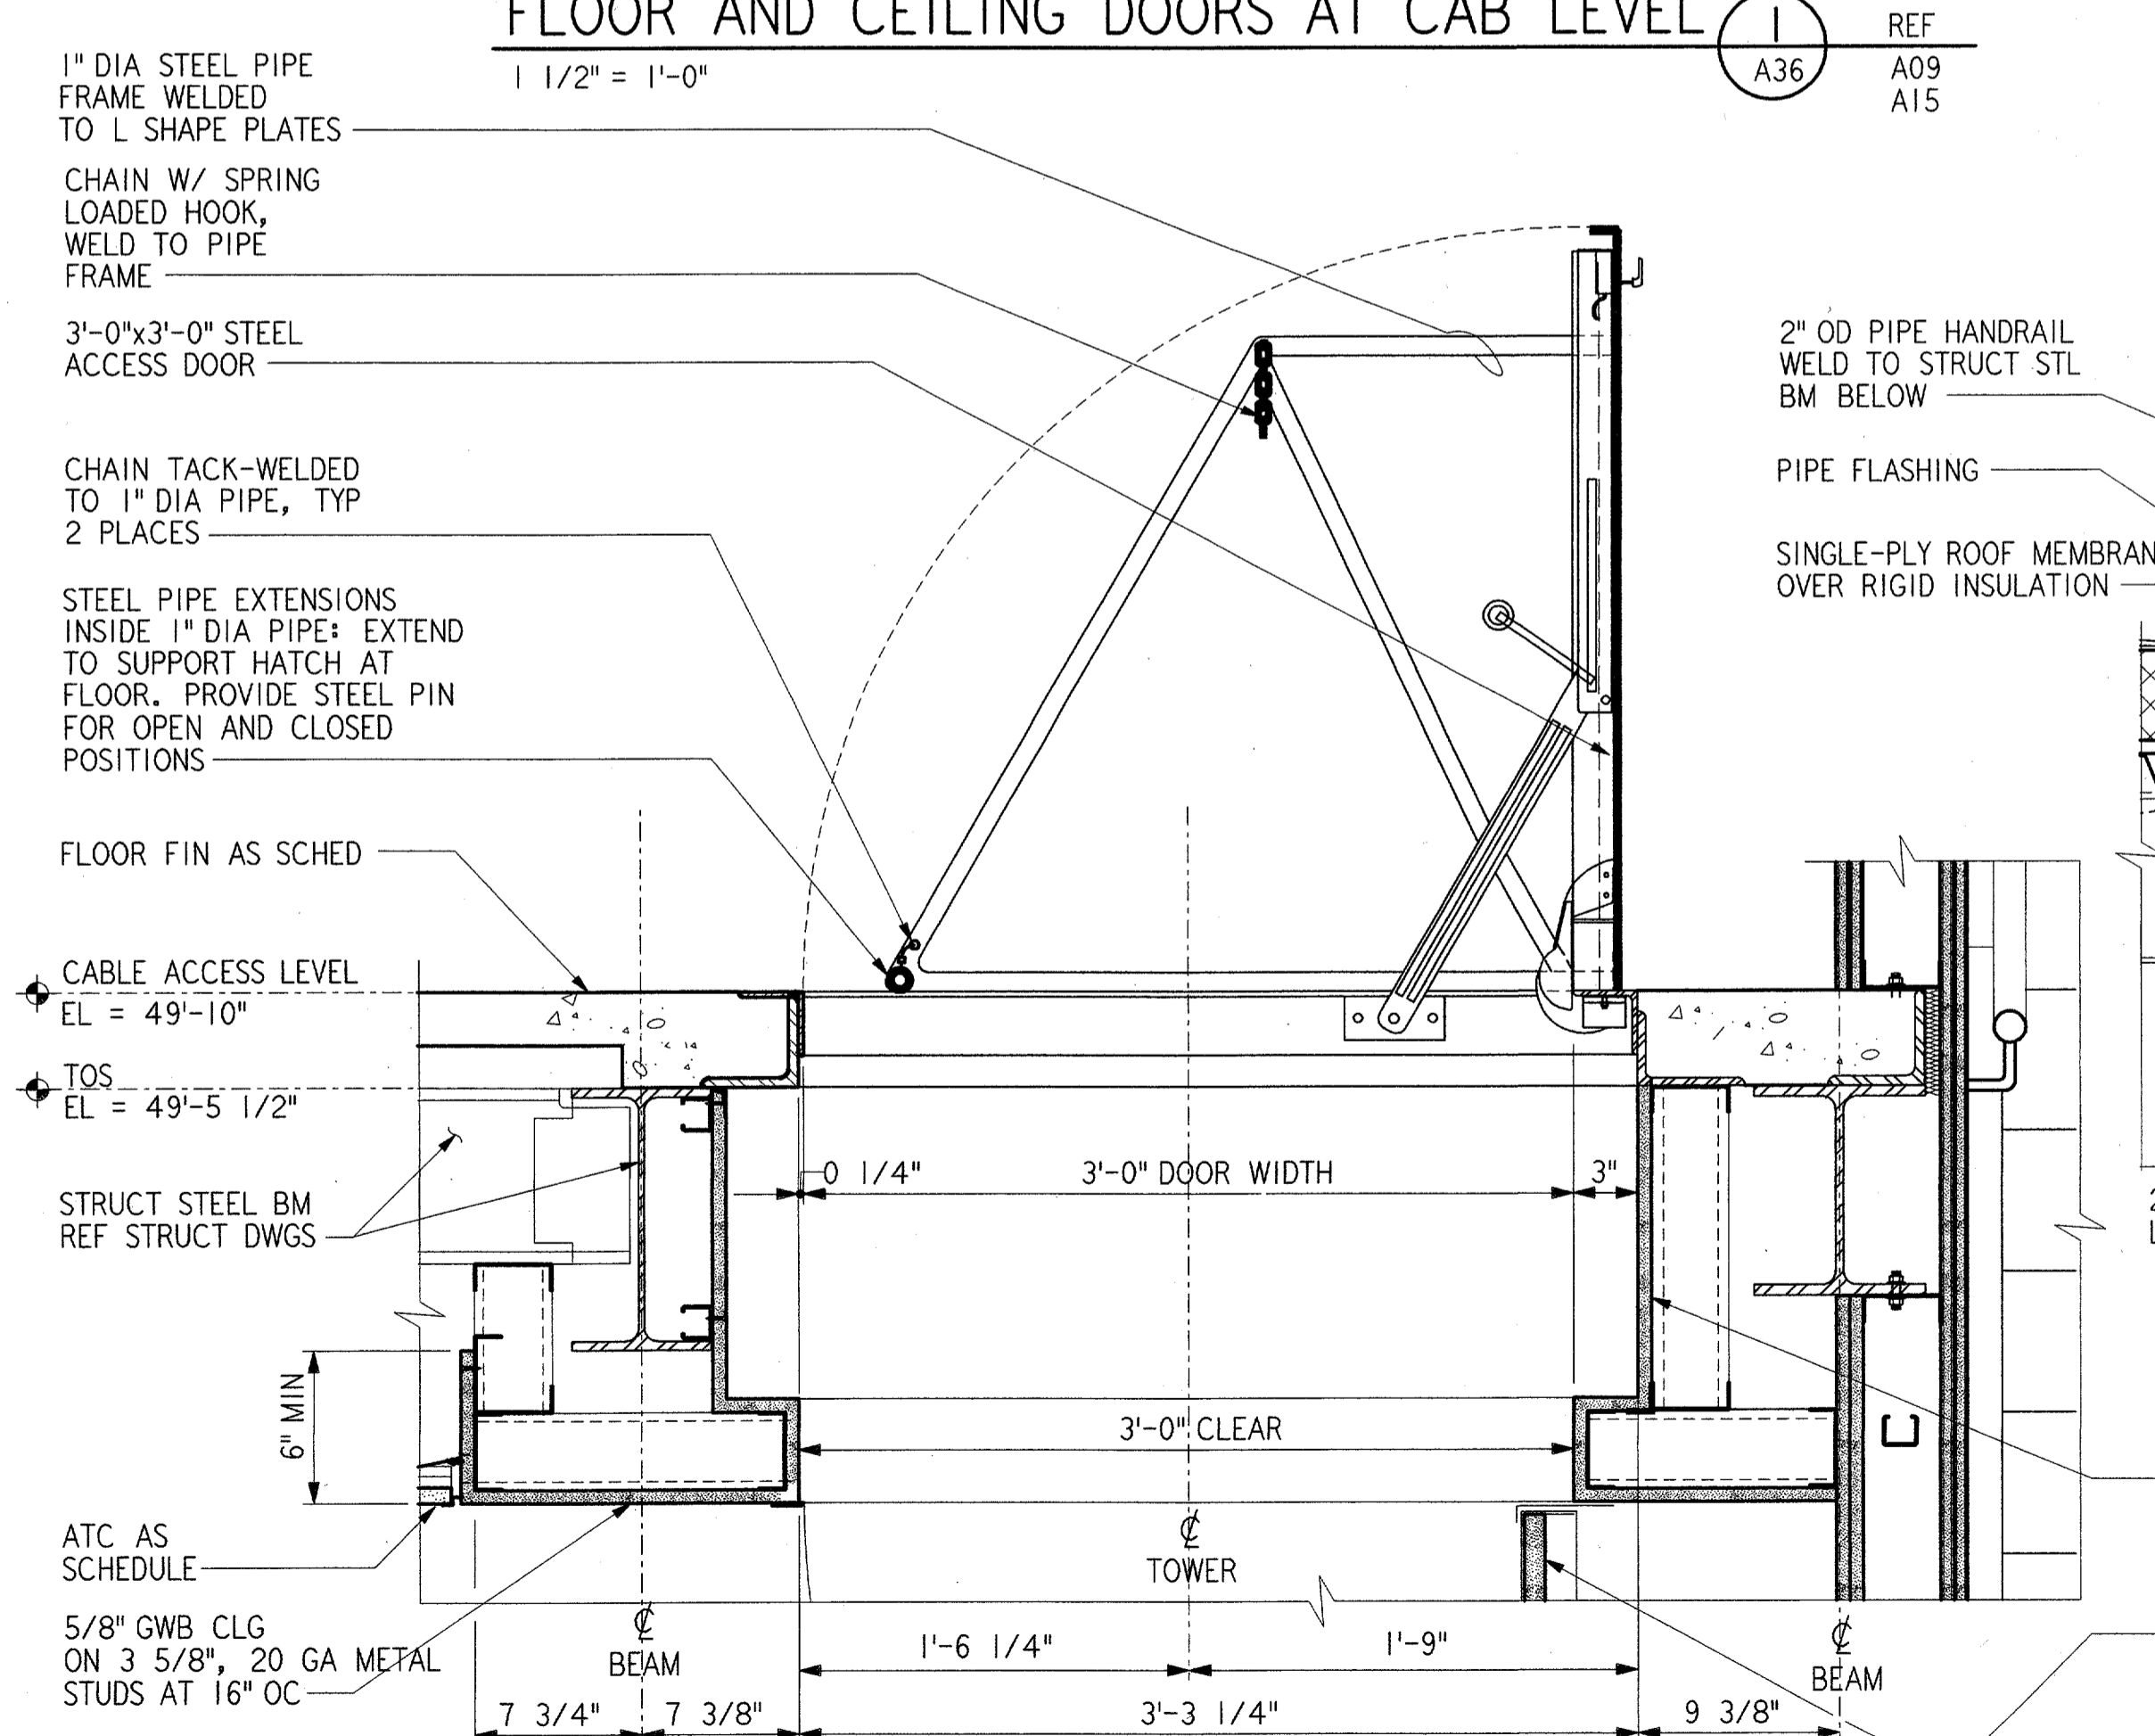 FLOOR AND CEILING DOORS AT CAB LEVEL
1 1/2" = 1'-0"
1
A36
REF
A09
A15
1" DIA STEEL PIPE
FRAME WELDED
TO L SHAPE PLATES
CHAIN W/ SPRING
LOADED HOOK,
WELD TO PIPE
FRAME
3'-0"x3'-0" STEEL
ACCESS DOOR
CHAIN TACK-WELDED
TO 1" DIA PIPE, TYP
2 PLACES
STEEL PIPE EXTENSIONS
INSIDE 1" DIA PIPE: EXTEND
TO SUPPORT HATCH AT
FLOOR. PROVIDE STEEL PIN
FOR OPEN AND CLOSED
POSITIONS
FLOOR FIN AS SCHED
CABLE ACCESS LEVEL
EL = 49'-10"
TOS
EL = 49'-5 1/2"
STRUCT STEEL BM
REF STRUCT DWGS
6" MIN
ATC AS
SCHEDULE
5/8" GWB CLG
ON 3 5/8", 20 GA METAL
STUDS AT 16" OC
2" OD PIPE HANDRAIL
WELD TO STRUCT STL
BM BELOW
PIPE FLASHING
SINGLE-PLY ROOF MEMBRAN
OVER RIGID INSULATION
0 1/4"
3'-0" DOOR WIDTH
3"
3'-0" CLEAR
℄
TOWER
℄
BEAM
1'-6 1/4"
1'-9"
℄
BEAM
7 3/4"
7 3/8"
3'-3 1/4"
9 3/8"